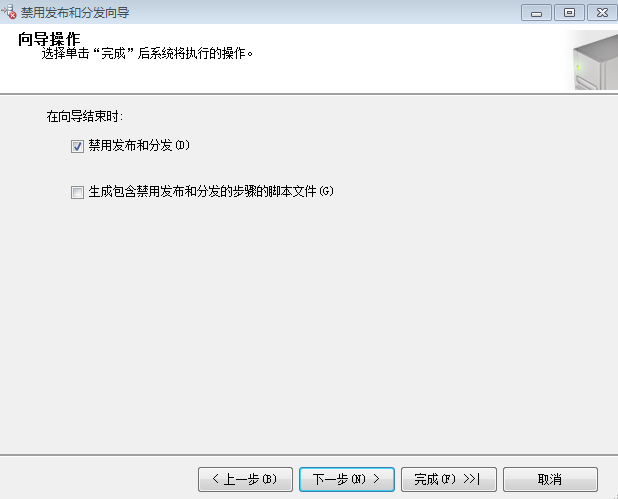 禁用发布和分发向导
向导操作
选择单击“完成”后系统将执行的操作。
在向导结束时:
禁用发布和分发(D)
生成包含禁用发布和分发的步骤的脚本文件(G)
< 上一步(B)
下一步(N) >
完成(F) >>|
取消